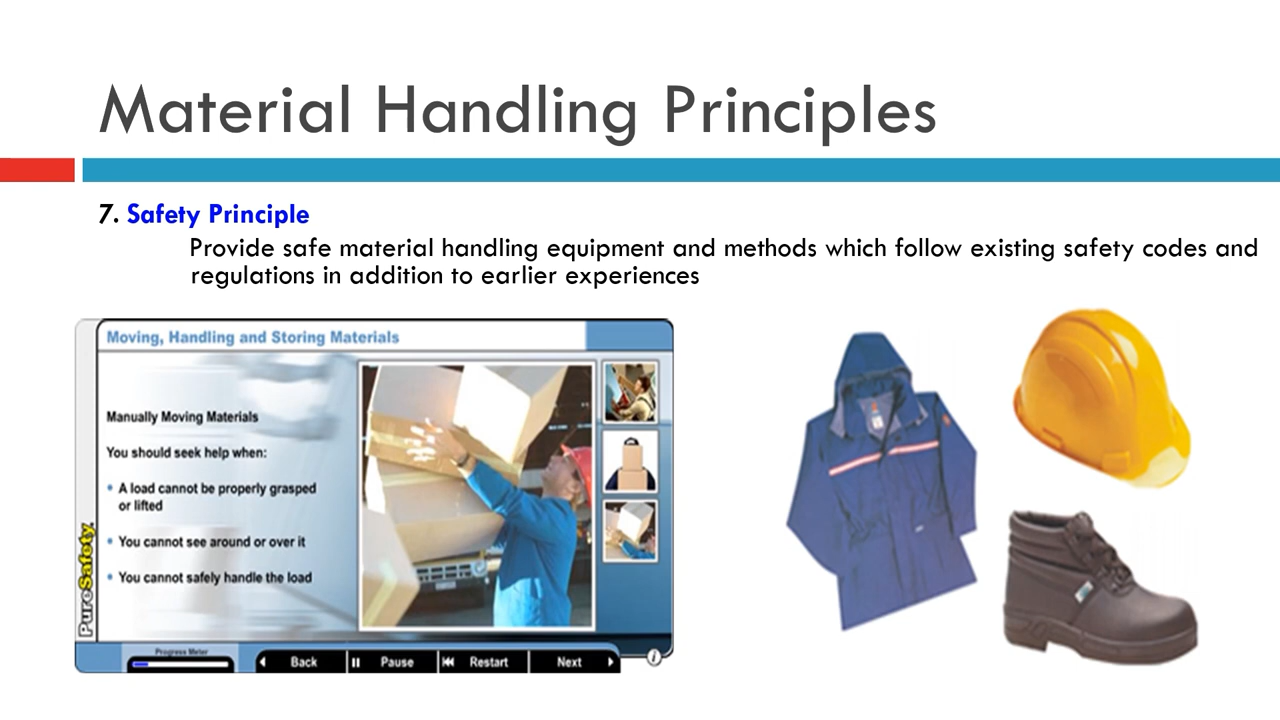 Material Handling Principles
7. Safety Principle
Provide safe material handling equipment and methods which follow existing safety codes and
regulations in addition to earlier experiences
Moving, Handling and Storing Materials
Manually Moving Materials
You should seek help when:
• A load cannot be properly grasped
or lifted
• You cannot see around or over it
• You cannot safely handle the load
PureSafety
Progress Meter
Back
Pause
Restart
Next
i